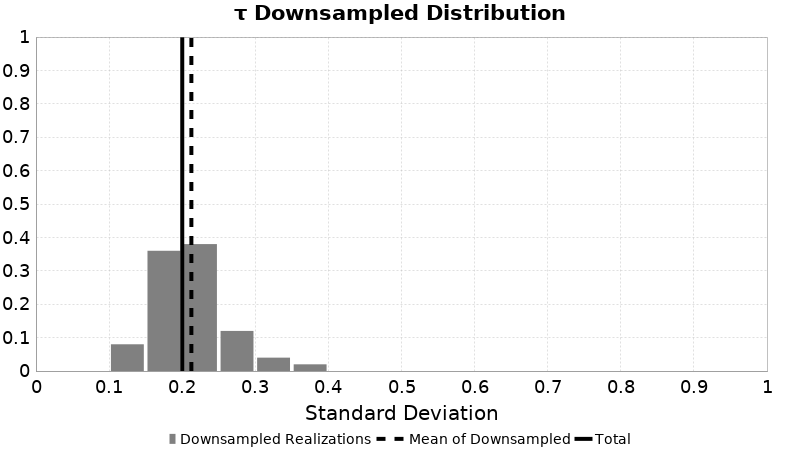 τ Downsampled Distribution
1
0.9
0.8
0.7
0.6
0.5
0.4
0.3
0.2
0.1
0
0 0.1 0.2 0.3 0.4 0.5 0.6 0.7 0.8 0.9 1
Standard Deviation
Downsampled Realizations Mean of Downsampled Total